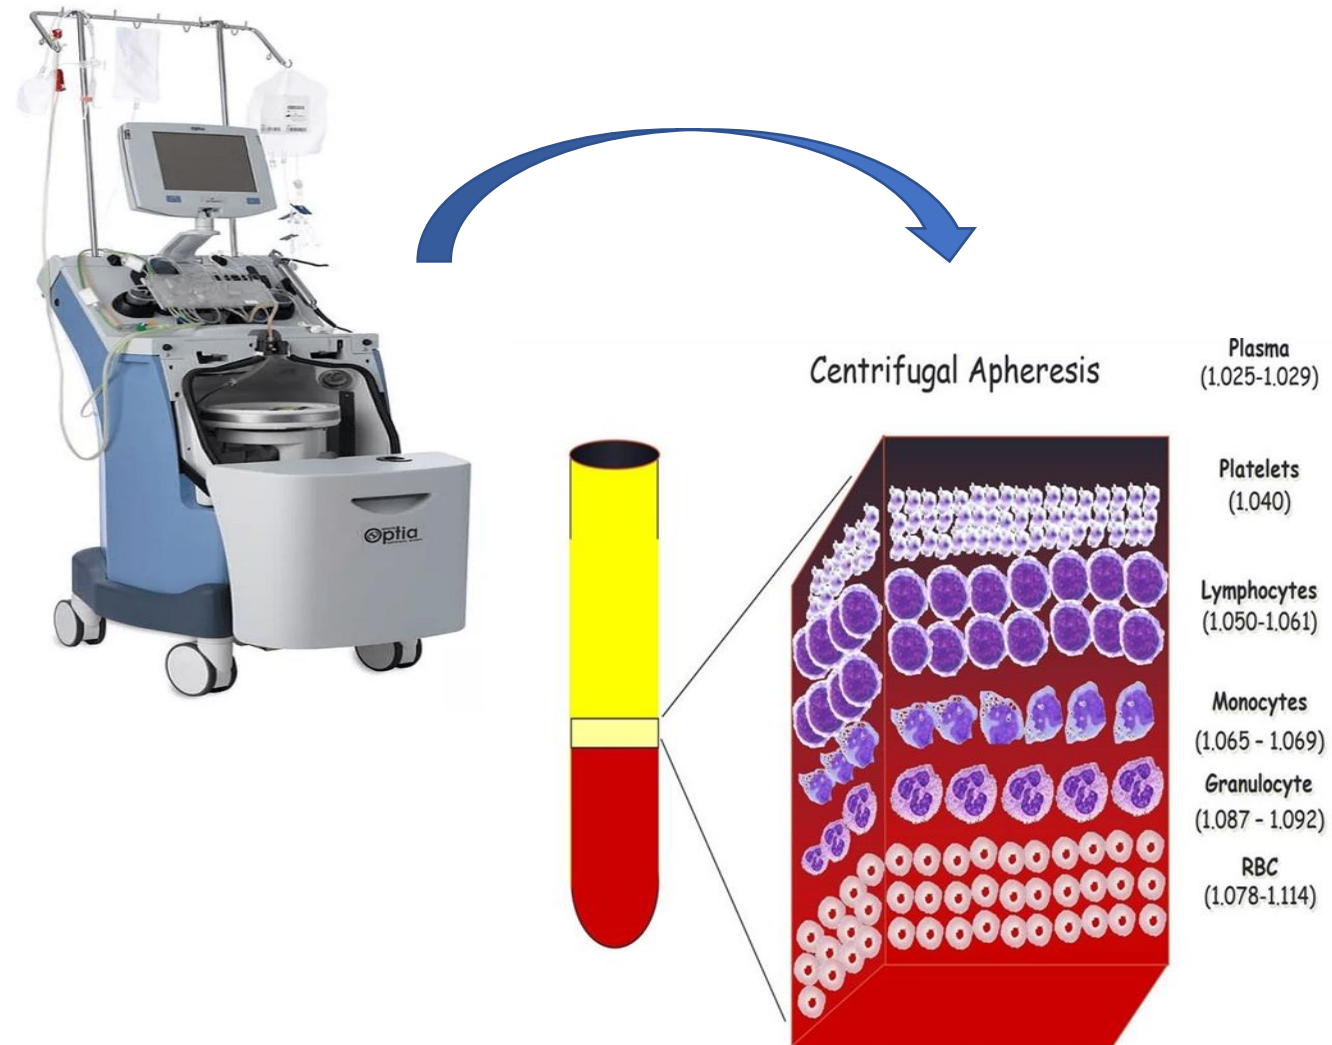 Optia
Centrifugal Apheresis
Plasma
(1.025-1.029)
Platelets
(1.040)
Lymphocytes
(1.050-1.061)
Monocytes
(1.065 - 1.069)
Granulocyte
(1.087 - 1.092)
RBC
(1.078-1.114)